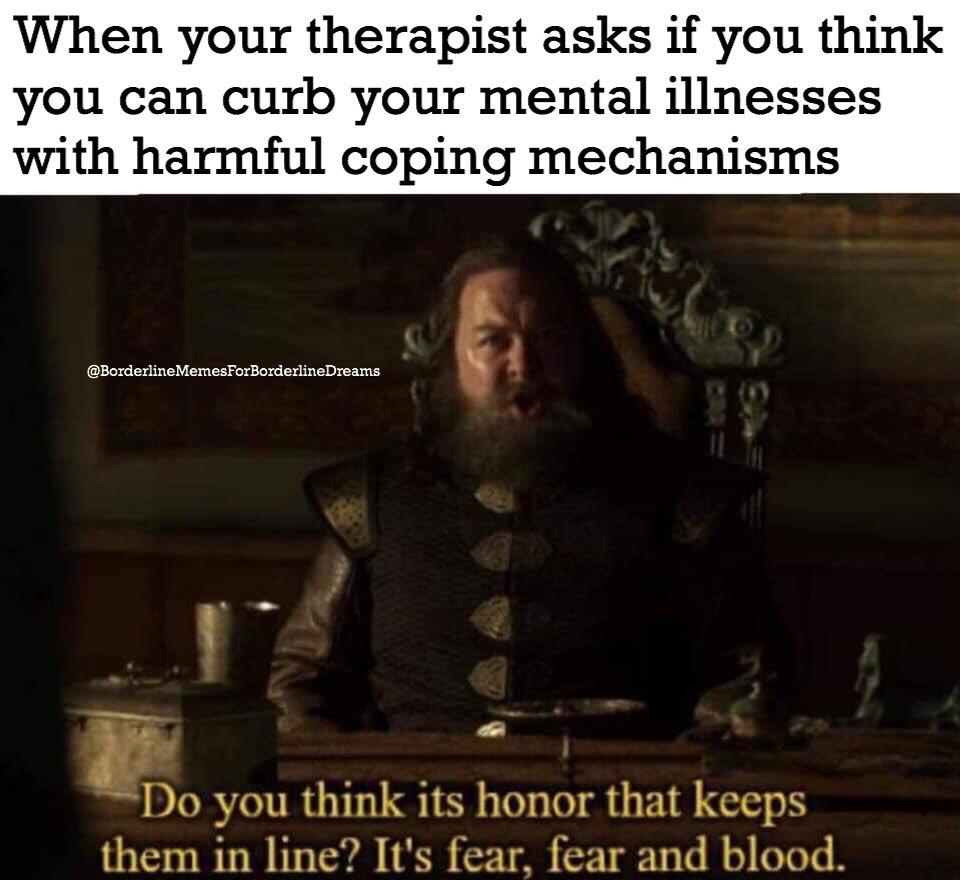 When your therapist asks if you think
you can curb your mental illnesses
with harmful coping mechanisms
@BorderlineMemesForBorderlineDreams
Do you think its honor that keeps
them in line? It's fear, fear and blood.